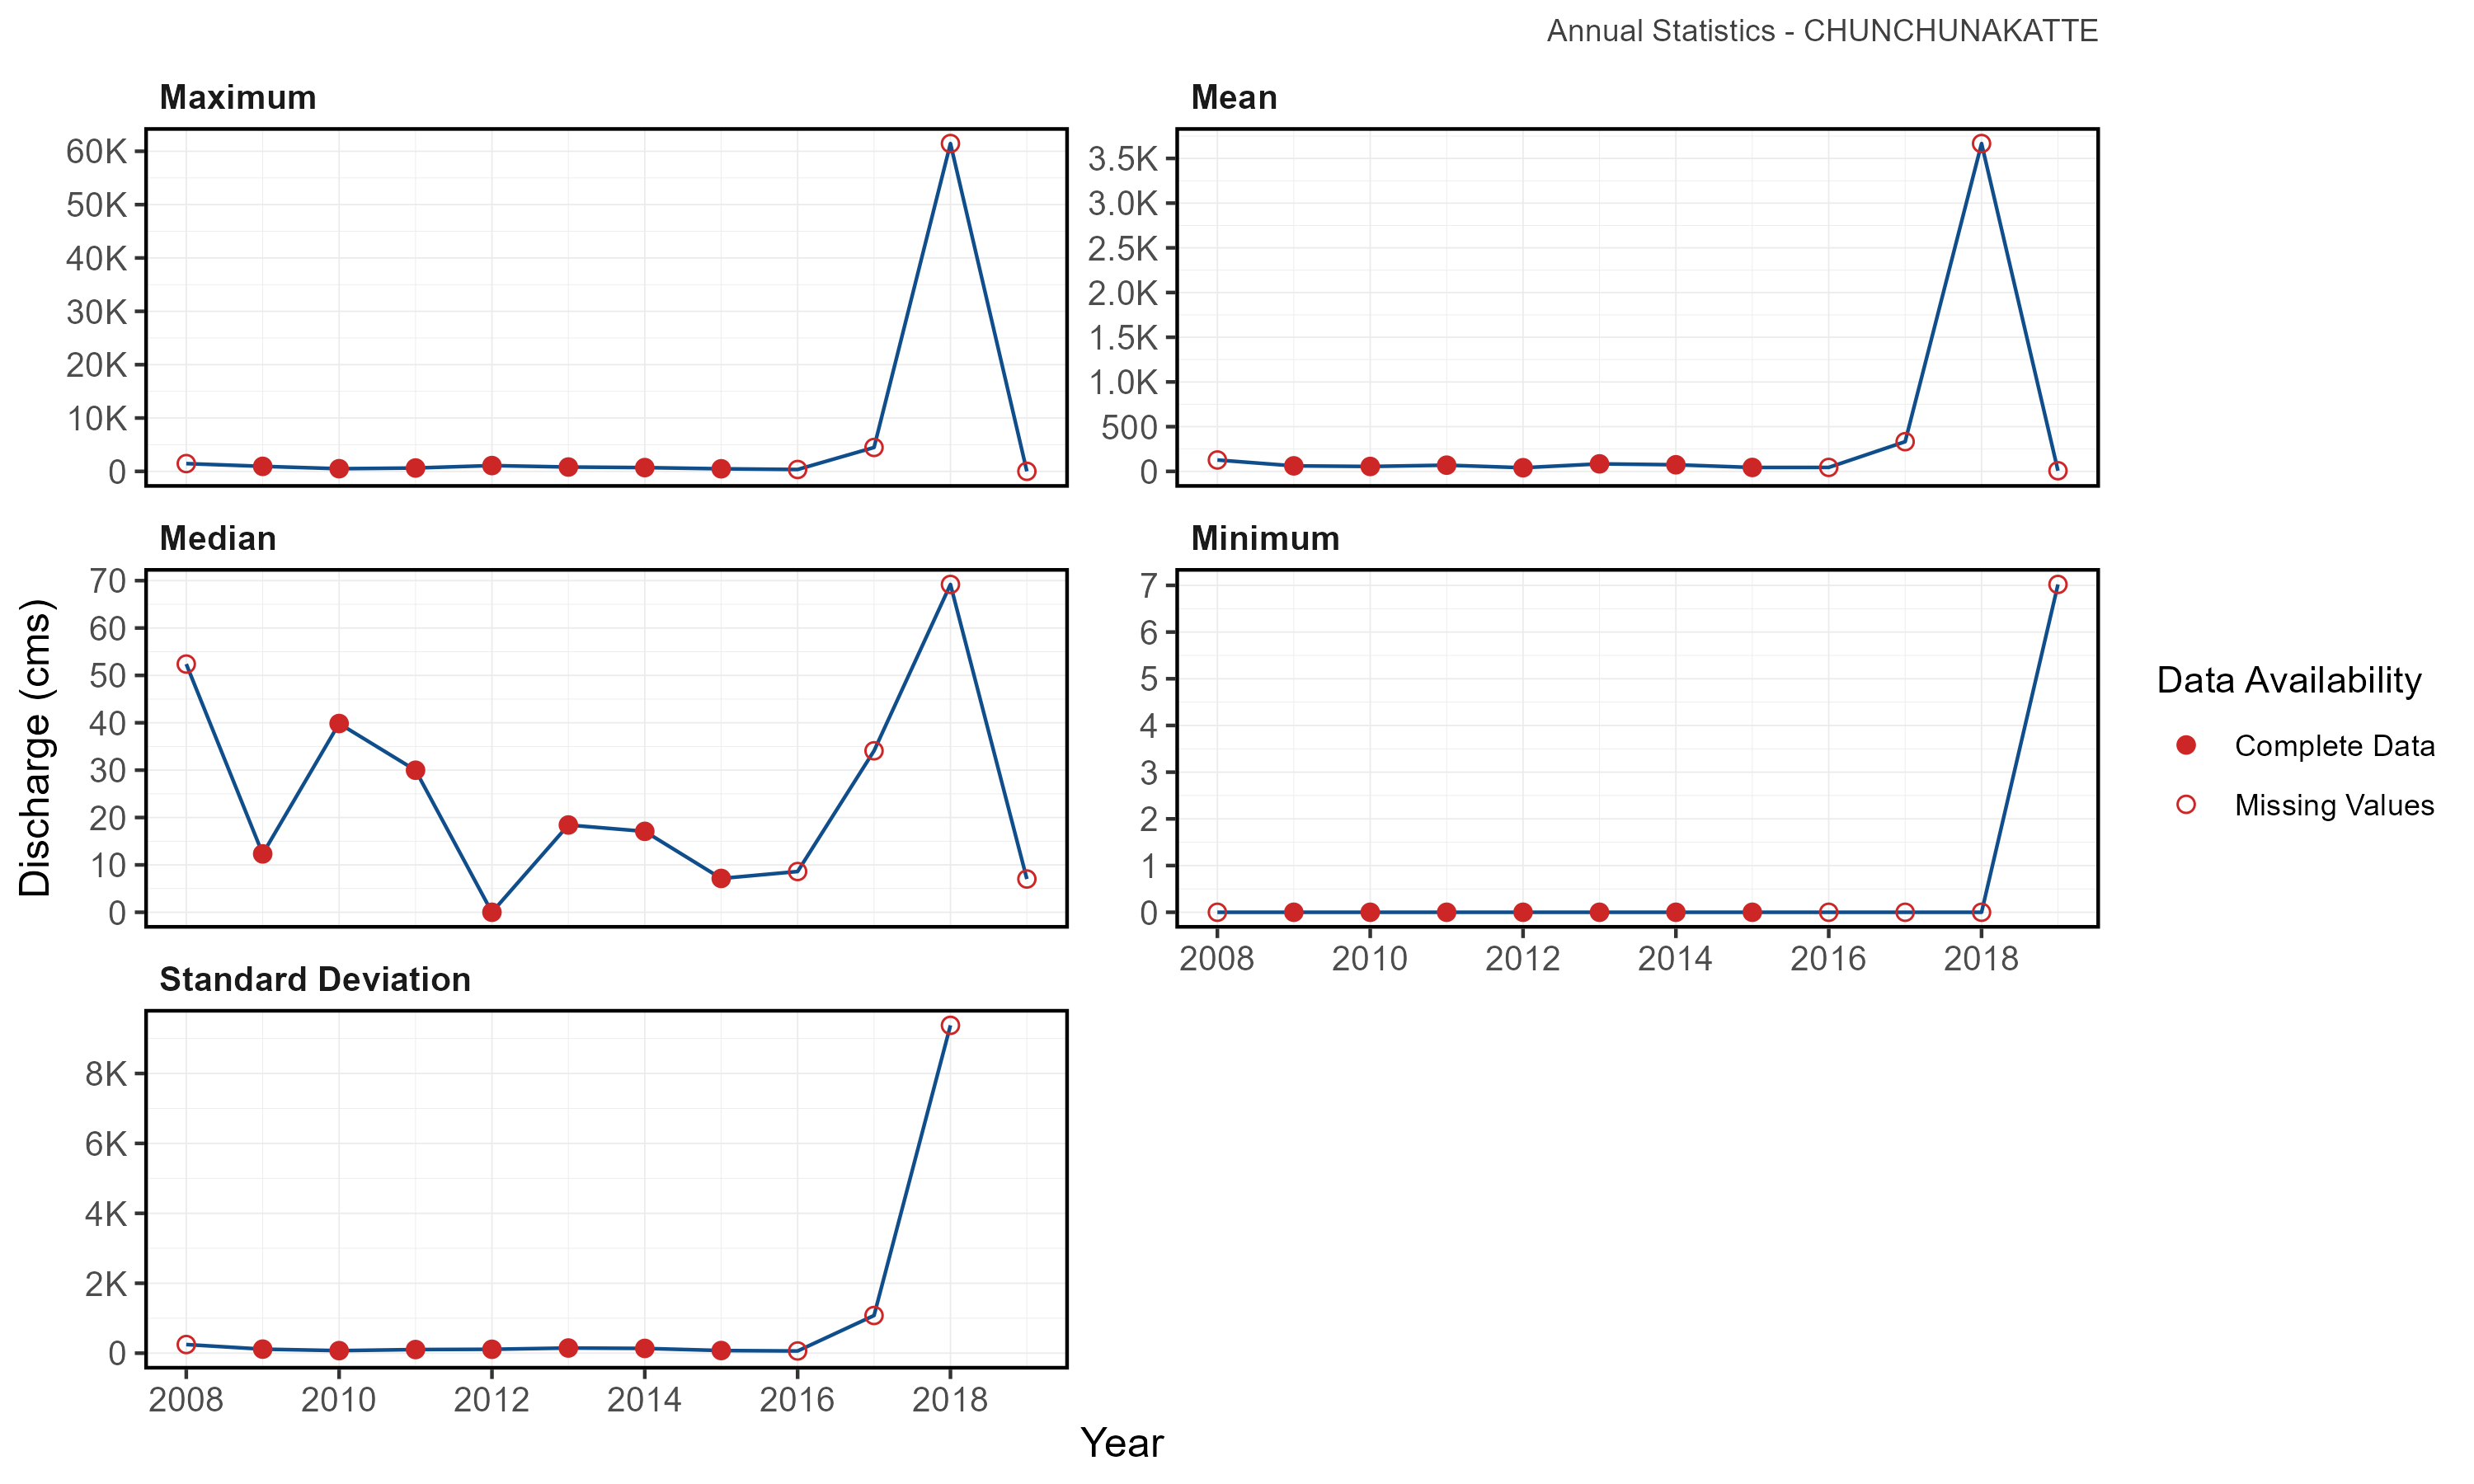 Annual Statistics - CHUNCHUNAKATTE
Maximum
60K
50K
40K
30K
20K
10K
0
Mean
3.5K
3.0K
2.5K
2.0K
1.5K
1.0K
500
0
Median
70
60
50
40
30
20
10
0
Minimum
7
6
5
4
3
2
1
0
2008 2010 2012 2014 2016 2018
Standard Deviation
8K
6K
4K
2K
0
2008 2010 2012 2014 2016 2018
Discharge (cms)
Year
Data Availability
Complete Data
Missing Values